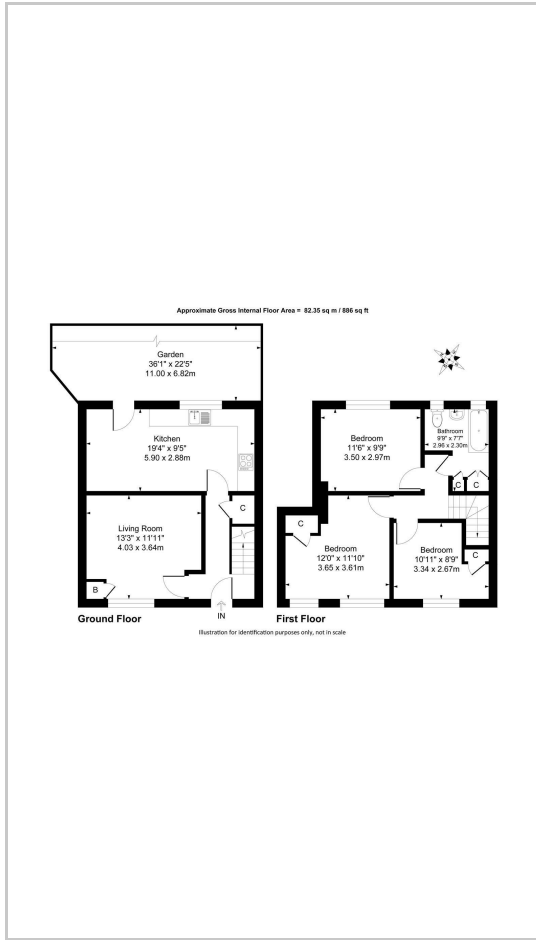 Approximate Gross Internal Floor Area = 82.35 sq m / 886 sq ft
Garden
36'1" x 22'5"
11.00 x 6.82m
Kitchen
19'4" x 9'5"
5.90 x 2.88m
Living Room
13'3" x 11'11"
4.03 x 3.64m
C
B
IN
Ground Floor
Bedroom
11'6" x 9'9"
3.50 x 2.97m
Bathroom
9'9" x 7'7"
2.96 x 2.30m
C
C
C
Bedroom
12'0" x 11'10"
3.65 x 3.61m
Bedroom
10'11" x 8'9"
3.34 x 2.67m
C
First Floor
Illustration for identification purposes only, not in scale